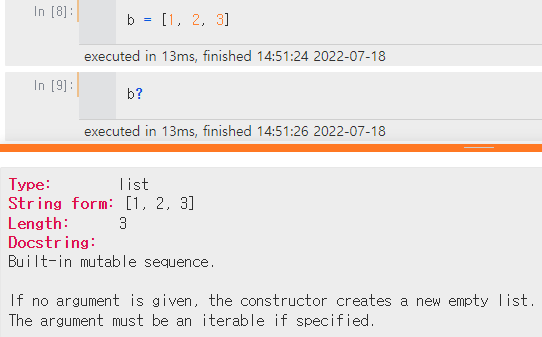 In [8]:
b = [1, 2, 3]
executed in 13ms, finished 14:51:24 2022-07-18
In [9]:
b?
executed in 13ms, finished 14:51:26 2022-07-18
Type: list
String form: [1, 2, 3]
Length: 3
Docstring:
Built-in mutable sequence.
If no argument is given, the constructor creates a new empty list.
The argument must be an iterable if specified.